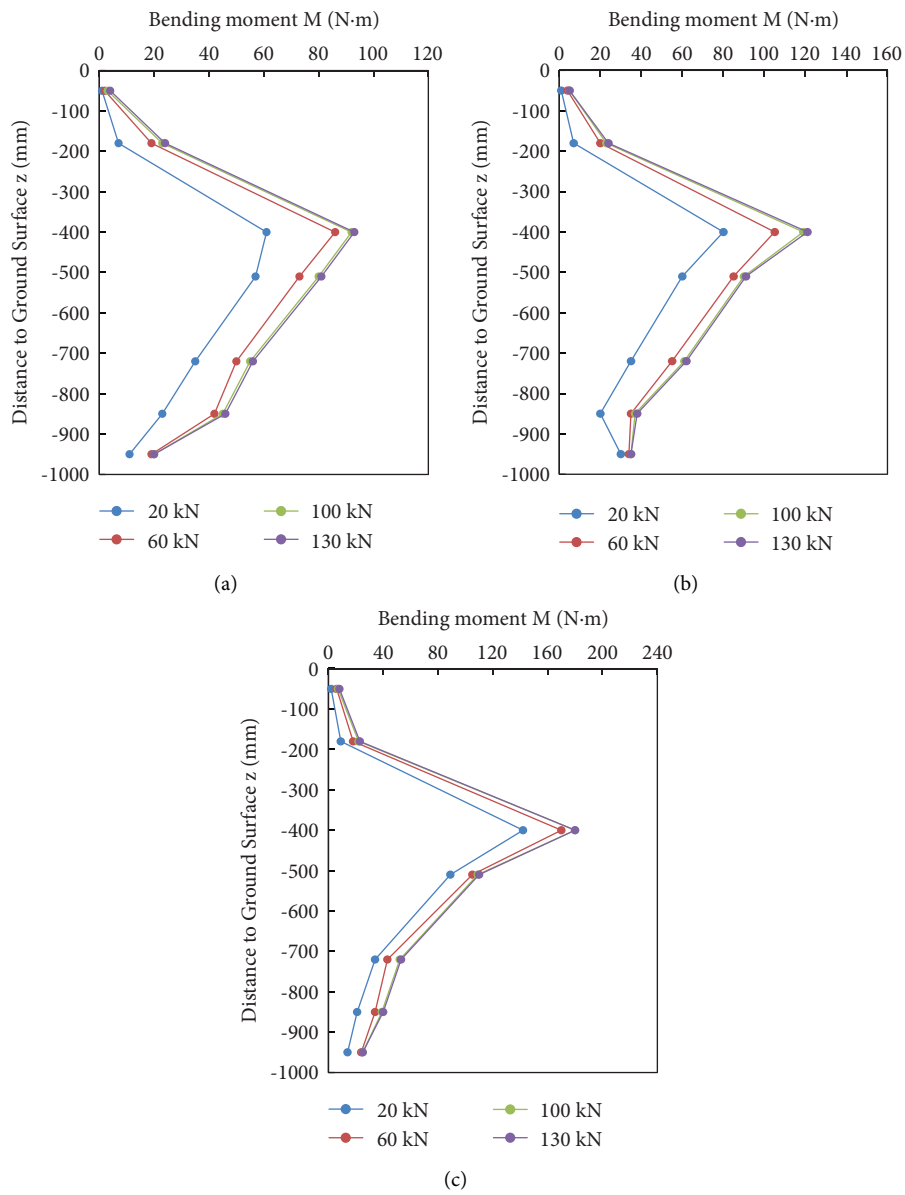 Bending moment M (N·m)
0 20 40 60 80 100 120
0
-100
-200
-300
-400
-500
-600
-700
-800
-900
-1000
Distance to Ground Surface z (mm)
20 kN 100 kN
60 kN 130 kN
(a)
Bending moment M (N·m)
0 20 40 60 80 100 120 140 160
0
-100
-200
-300
-400
-500
-600
-700
-800
-900
-1000
Distance to Ground Surface z (mm)
20 kN 100 kN
60 kN 130 kN
(b)
Bending moment M (N·m)
0 40 80 120 160 200 240
0
-100
-200
-300
-400
-500
-600
-700
-800
-900
-1000
Distance to Ground Surface z (mm)
20 kN 100 kN
60 kN 130 kN
(c)